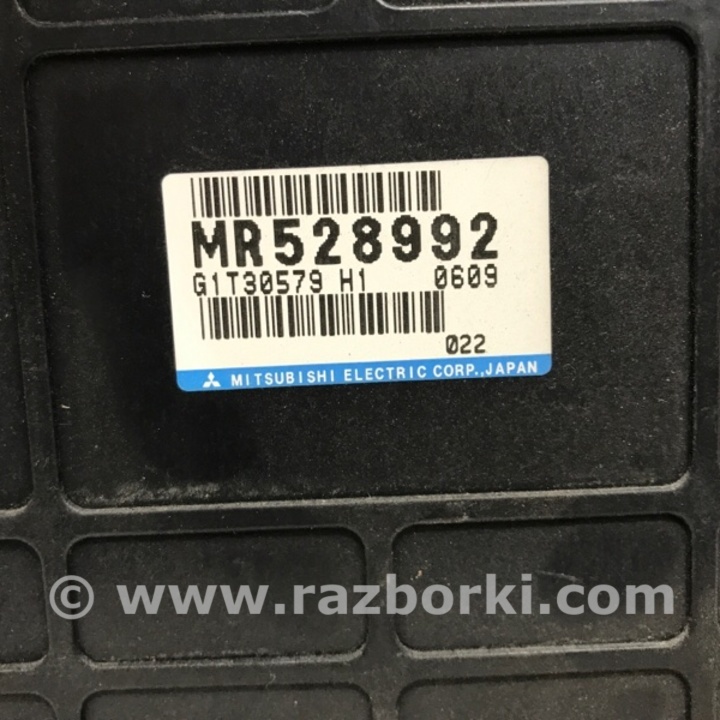 MR528992
G1T30579 H1 0609
022
MITSUBISHI ELECTRIC CORP.,JAPAN
© www.razborki.com